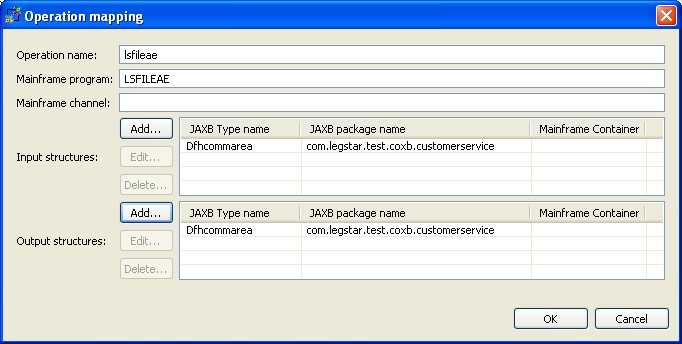 Operation mapping
Operation name: lsfileae
Mainframe program: LSFILEAE
Mainframe channel:
Add... JAXB Type name JAXB package name Mainframe Container
Dfhcommarea com.legstar.test.coxb.customerservice
Input structures: Edit...
Delete...
Add... JAXB Type name JAXB package name Mainframe Container
Dfhcommarea com.legstar.test.coxb.customerservice
Output structures: Edit...
Delete...
OK Cancel